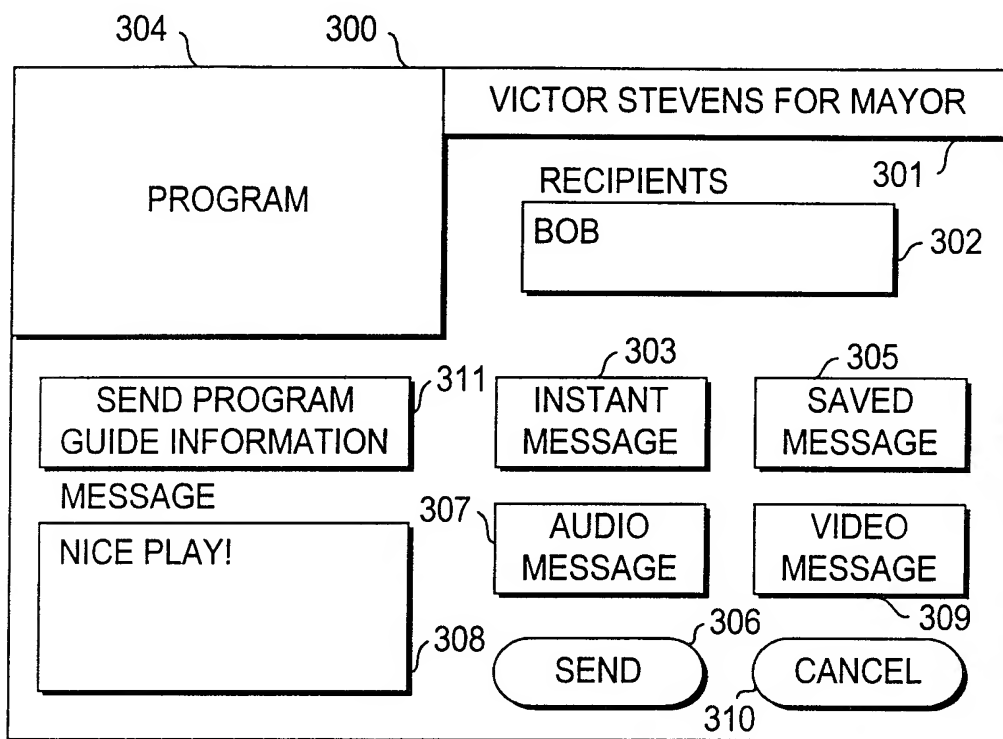 304
300
VICTOR STEVENS FOR MAYOR
301
PROGRAM
RECIPIENTS
BOB
302
303
305
SEND PROGRAM
GUIDE INFORMATION
311
INSTANT
MESSAGE
SAVED
MESSAGE
MESSAGE
NICE PLAY!
308
307
AUDIO
MESSAGE
VIDEO
MESSAGE
309
306
SEND
CANCEL
310